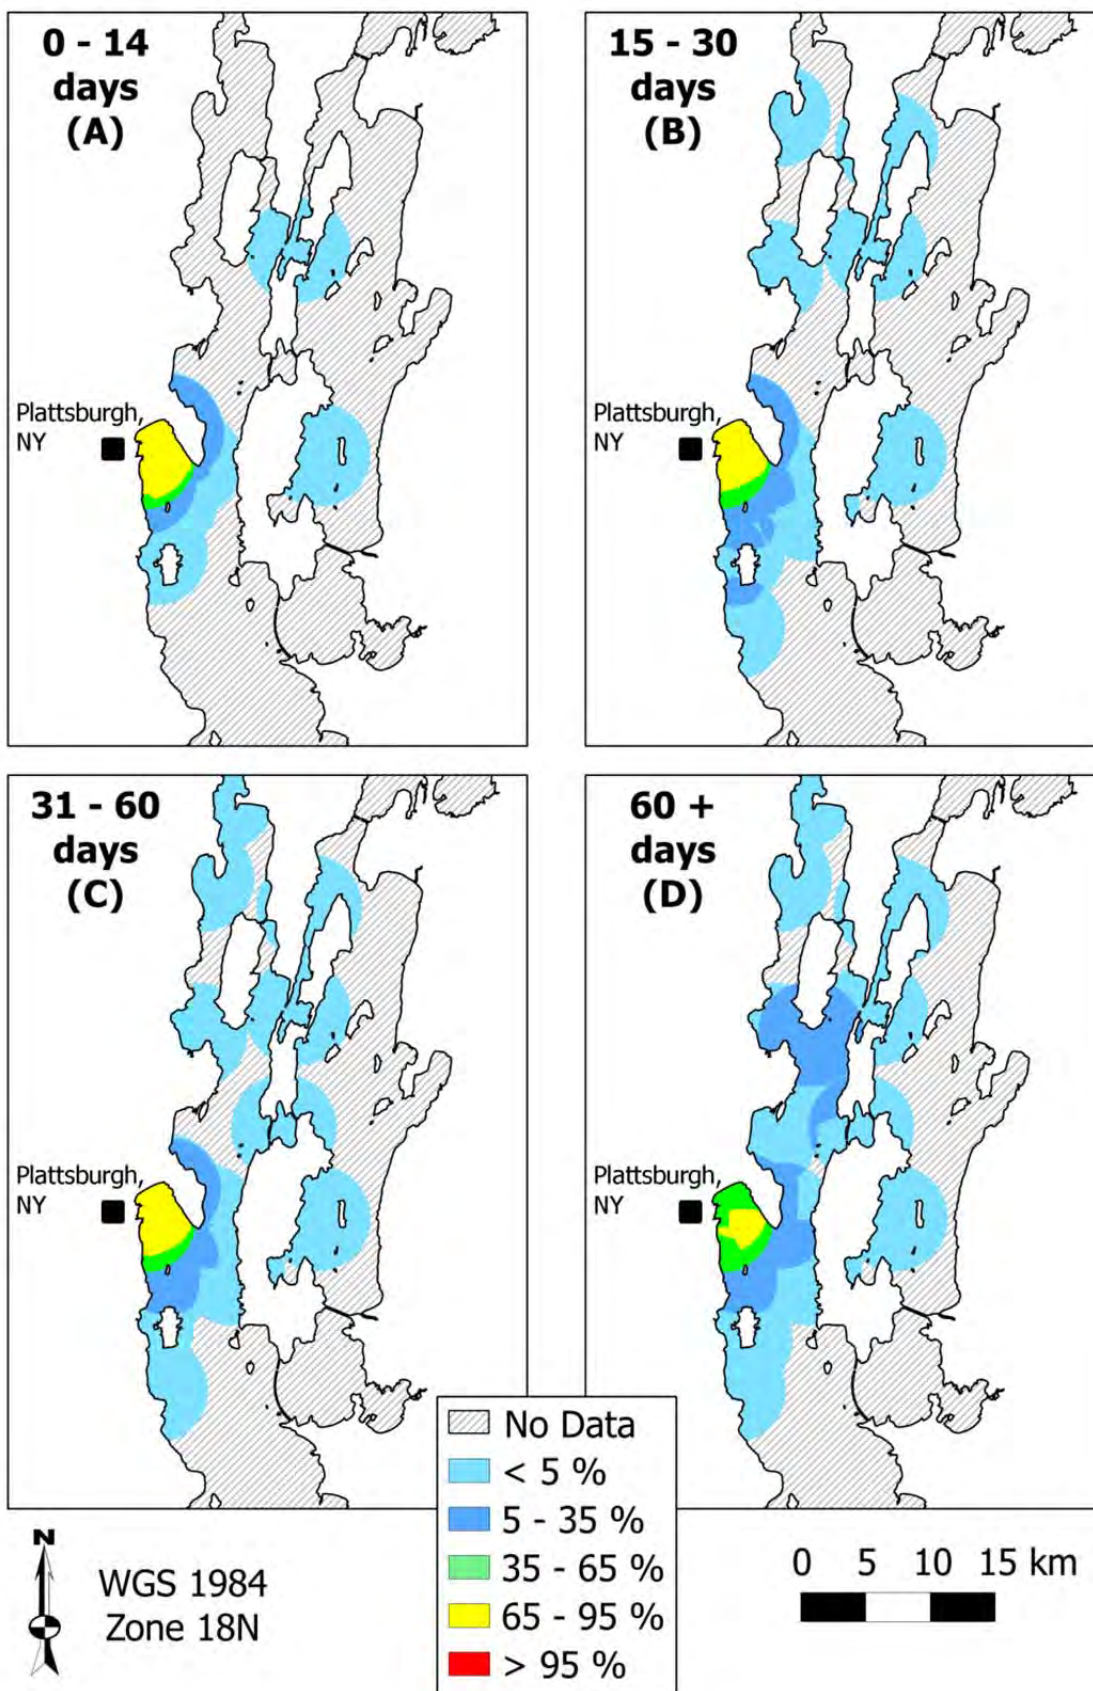 0 - 14
days
(A)
Plattsburgh,
NY
15 - 30
days
(B)
Plattsburgh,
NY
31 - 60
days
(C)
Plattsburgh,
NY
60 +
days
(D)
Plattsburgh,
NY
N
WGS 1984
Zone 18N
No Data
< 5 %
5 - 35 %
35 - 65 %
65 - 95 %
> 95 %
0 5 10 15 km